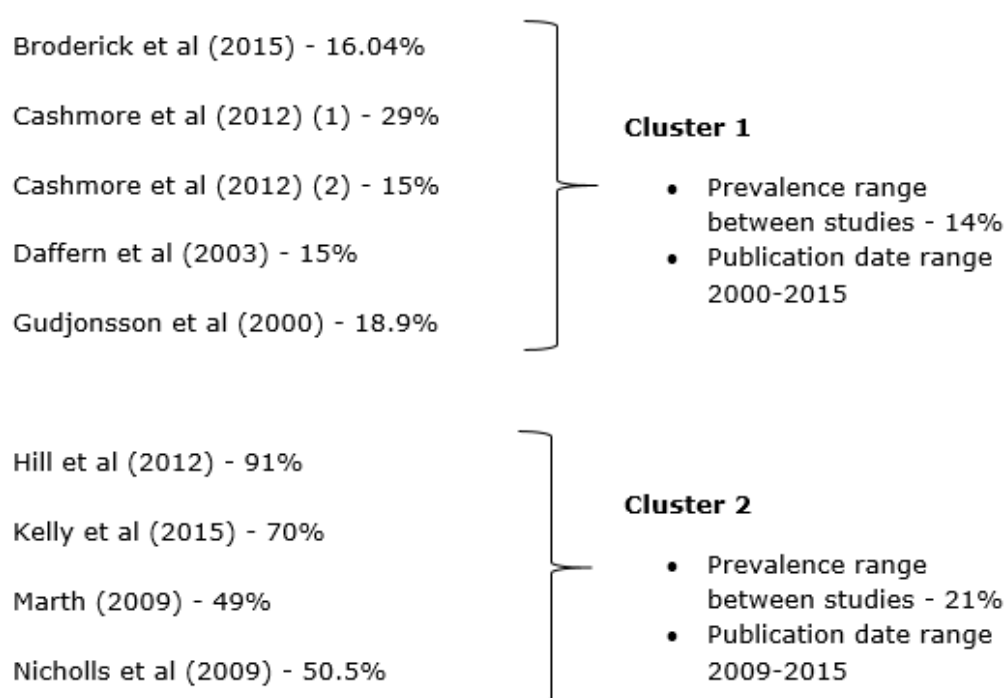 Broderick et al (2015) - 16.04%
Cashmore et al (2012) (1) - 29%
Cashmore et al (2012) (2) - 15%
Daffern et al (2003) - 15%
Gudjonsson et al (2000) - 18.9%
Cluster 1
• Prevalence range
between studies - 14%
• Publication date range
2000-2015
Hill et al (2012) - 91%
Kelly et al (2015) - 70%
Marth (2009) - 49%
Nicholls et al (2009) - 50.5%
Cluster 2
• Prevalence range
between studies - 21%
• Publication date range
2009-2015